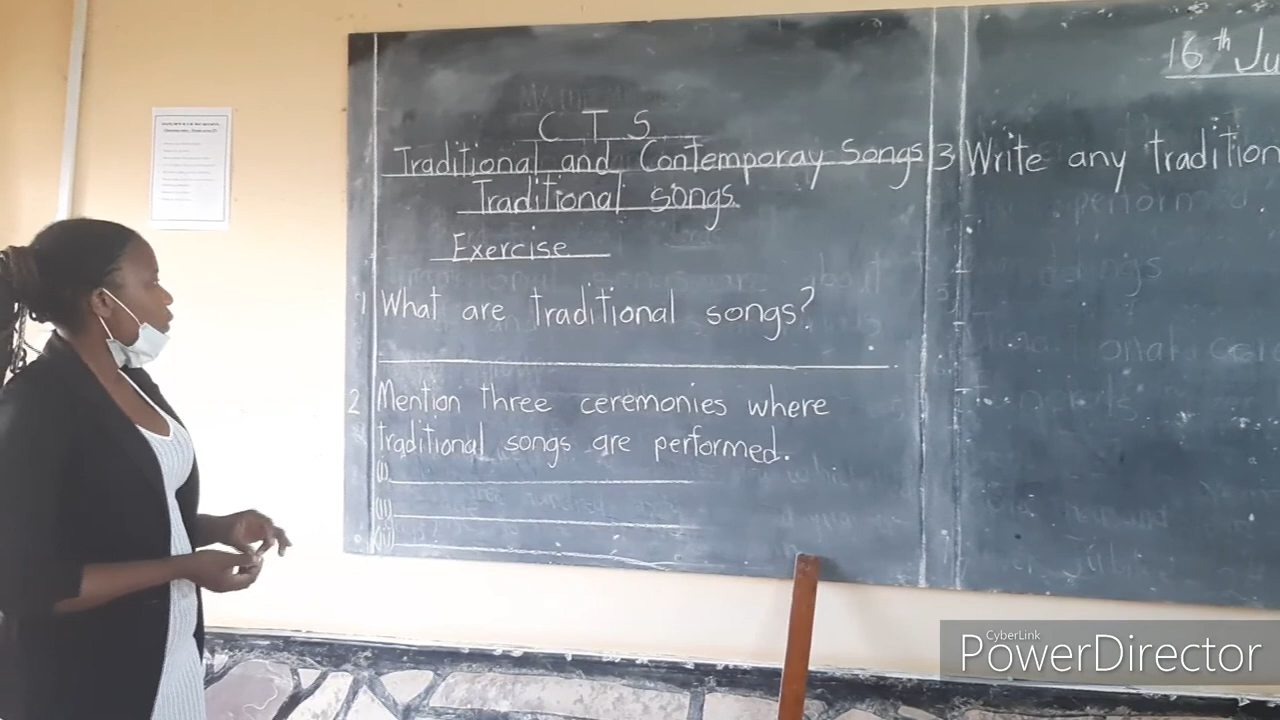 C T S
Traditional and Contemporay Songs
Traditional songs.
Exercise
1 What are traditional songs?
2 Mention three ceremonies where
traditional songs are performed.
(i)
(ii)
(iii)
16th Ju
3 Write any tradition
CyberLink
PowerDirector